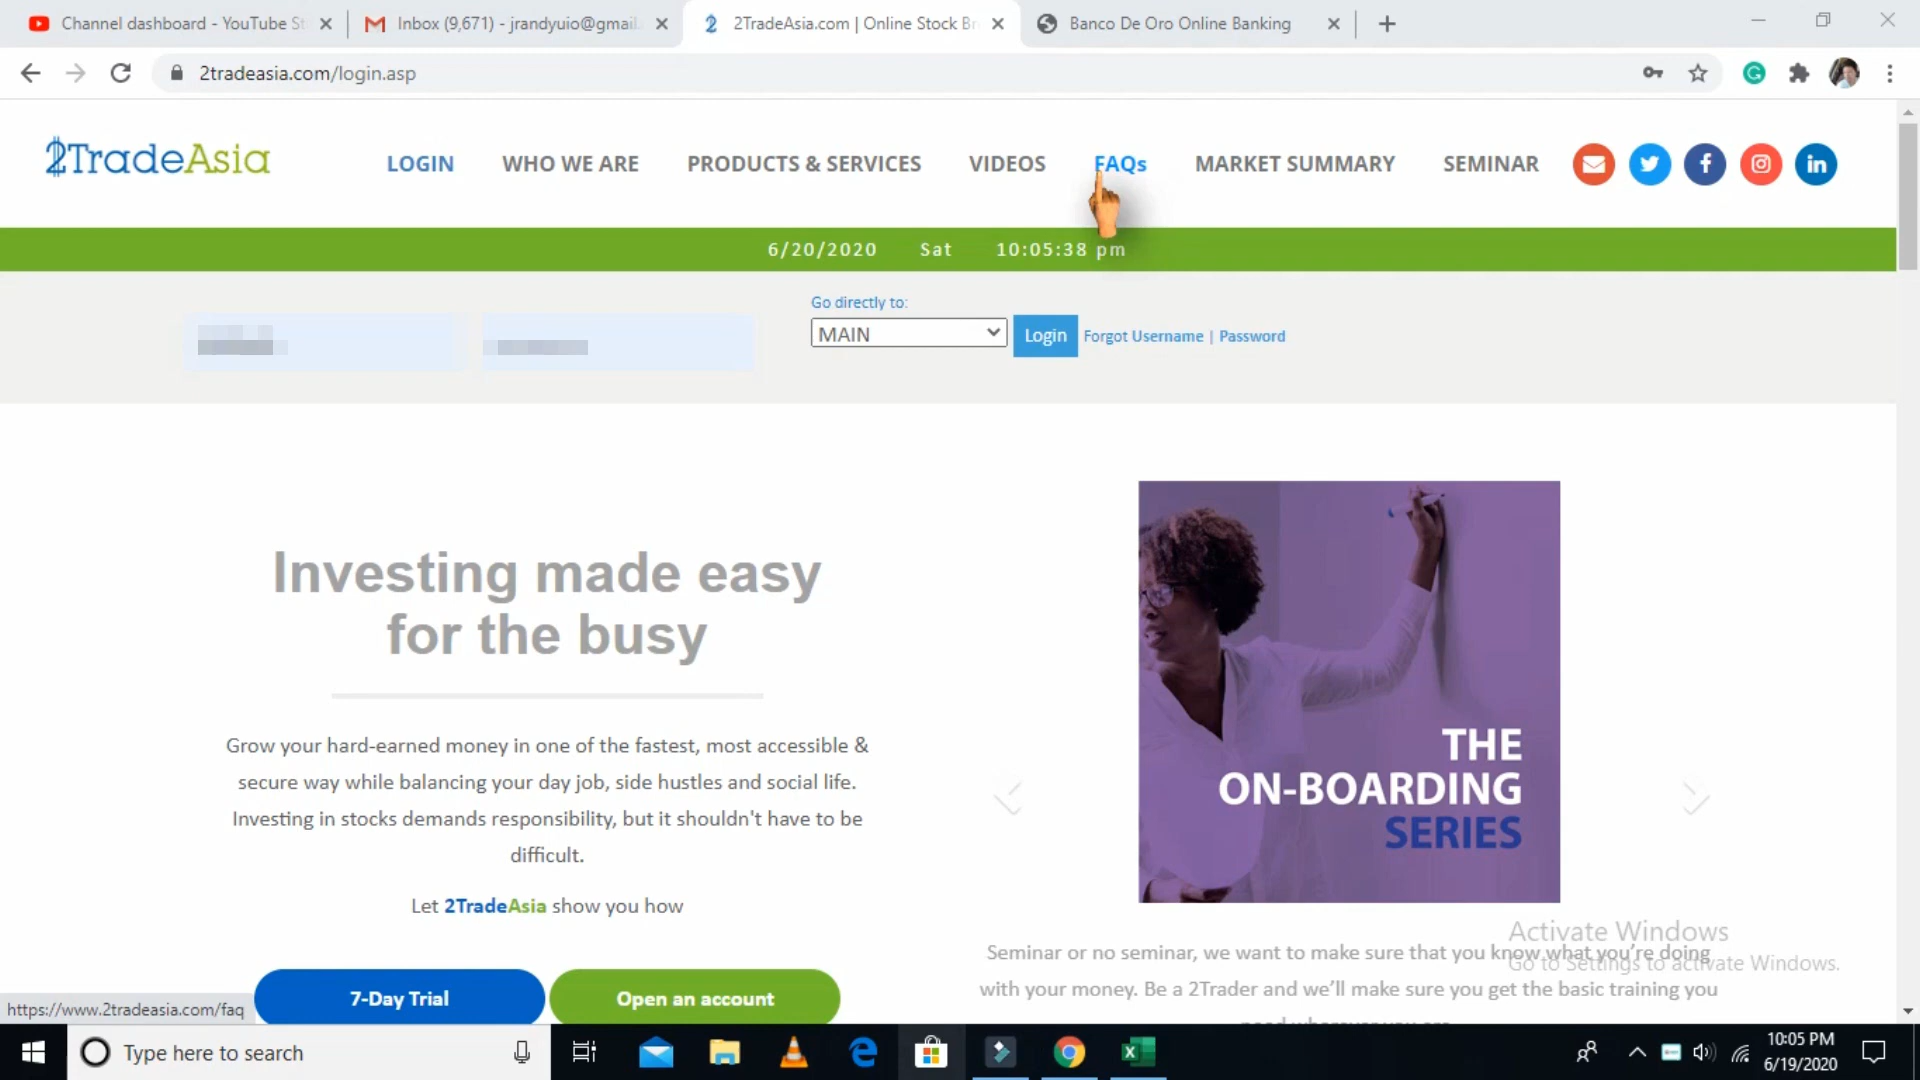 Channel dashboard - YouTube St
Inbox (9,671) - jrandyuio@gmail.
2TradeAsia.com | Online Stock Br
Banco De Oro Online Banking
2tradeasia.com/login.asp
2TradeAsia
LOGIN
WHO WE ARE
PRODUCTS & SERVICES
VIDEOS
FAQs
MARKET SUMMARY
SEMINAR
6/20/2020 Sat 10:05:38 pm
Go directly to:
MAIN
Login
Forgot Username | Password
Investing made easy
for the busy
Grow your hard-earned money in one of the fastest, most accessible &
secure way while balancing your day job, side hustles and social life.
Investing in stocks demands responsibility, but it shouldn't have to be
difficult.
Let 2TradeAsia show you how
7-Day Trial
Open an account
THE
ON-BOARDING
SERIES
Seminar or no seminar, we want to make sure that you know what you're doing
with your money. Be a 2Trader and we'll make sure you get the basic training you
Activate Windows
Go to Settings to activate Windows.
https://www.2tradeasia.com/faq
Type here to search
10:05 PM
6/19/2020